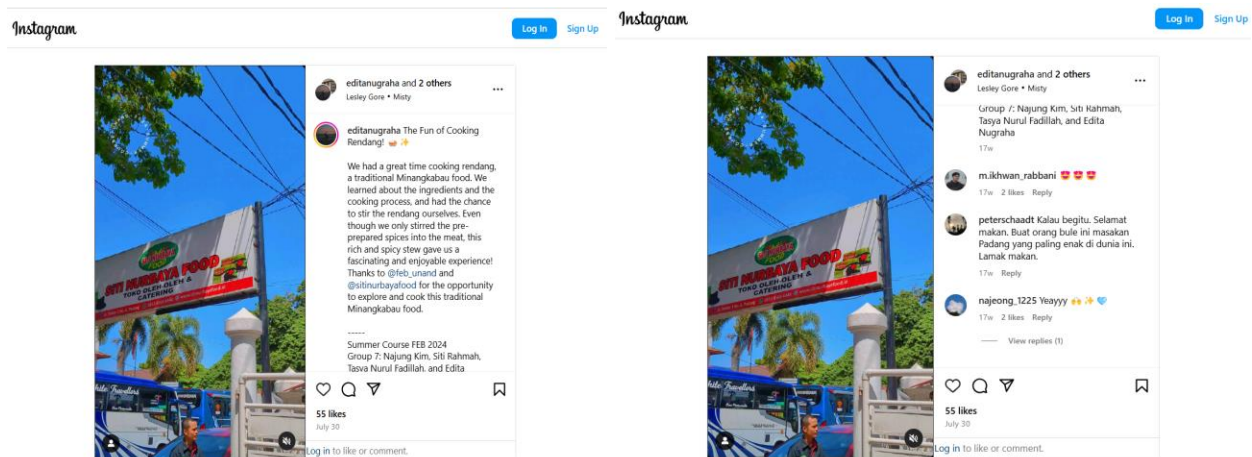 Instagram
Log In
Sign Up
editanugraha and 2 others
Lesley Gore • Misty
...
editanugraha The Fun of Cooking
Rendang! 🍛 ✨
We had a great time cooking rendang,
a traditional Minangkabau food. We
learned about the ingredients and the
cooking process, and had the chance
to stir the rendang ourselves. Even
though we only stirred the pre-
prepared spices into the meat, this
rich and spicy stew gave us a
fascinating and enjoyable experience!
Thanks to @feb_unand and
@sitinurbayafood for the opportunity
to explore and cook this traditional
Minangkabau food.
-----
Summer Course FEB 2024
Group 7: Najung Kim, Siti Rahmah,
Tasya Nurul Fadillah, and Edita
55 likes
July 30
Log in to like or comment.
SITI NURBAYA FOOD
TOKO OLEH-OLEH &
CATERING
White Travellers
Instagram
Log In
Sign Up
editanugraha and 2 others
Lesley Gore • Misty
...
Group 7: Najung Kim, Siti Rahmah,
Tasya Nurul Fadillah, and Edita
Nugraha
17w
m.ikhwan_rabbani 😍 😍 😍
17w 2 likes Reply
peterschaadt Kalau begitu. Selamat
makan. Buat orang bule ini masakan
Padang yang paling enak di dunia ini.
Lamak makan.
17w Reply
najeong_1225 Yeayyy 🙌 ✨ 🩵
17w 2 likes Reply
View replies (1)
55 likes
July 30
Log in to like or comment.
SITI NURBAYA FOOD
TOKO OLEH-OLEH &
CATERING
White Travellers